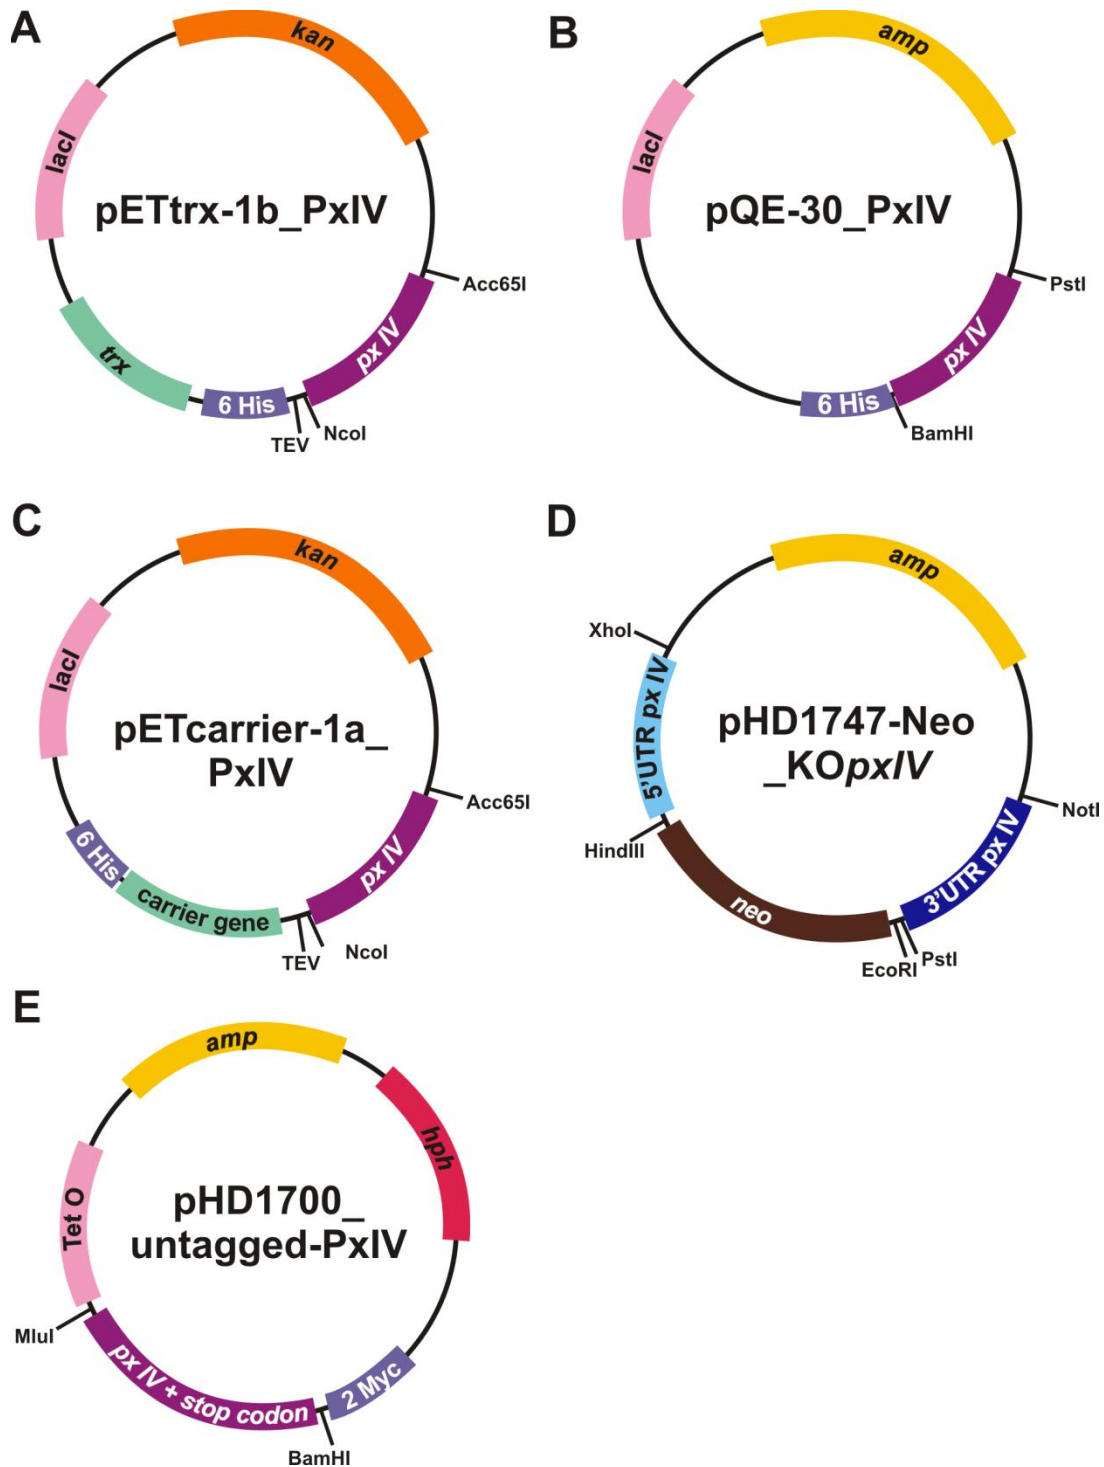 A
kan
lacI
pETtrx-1b_PxIV
Acc65I
px IV
trx
6 His
TEV
NcoI
B
amp
lacI
pQE-30_PxIV
PstI
px IV
6 His
BamHI
C
kan
lacI
pETcarrier-1a_
PxIV
Acc65I
px IV
6 His
carrier gene
TEV
NcoI
D
amp
XhoI
5'UTR px IV
pHD1747-Neo
_KOpxIV
NotI
HindIII
3'UTR px IV
neo
EcoRI
PstI
E
amp
hph
Tet O
pHD1700_
untagged-PxIV
MluI
px IV + stop codon
2 Myc
BamHI